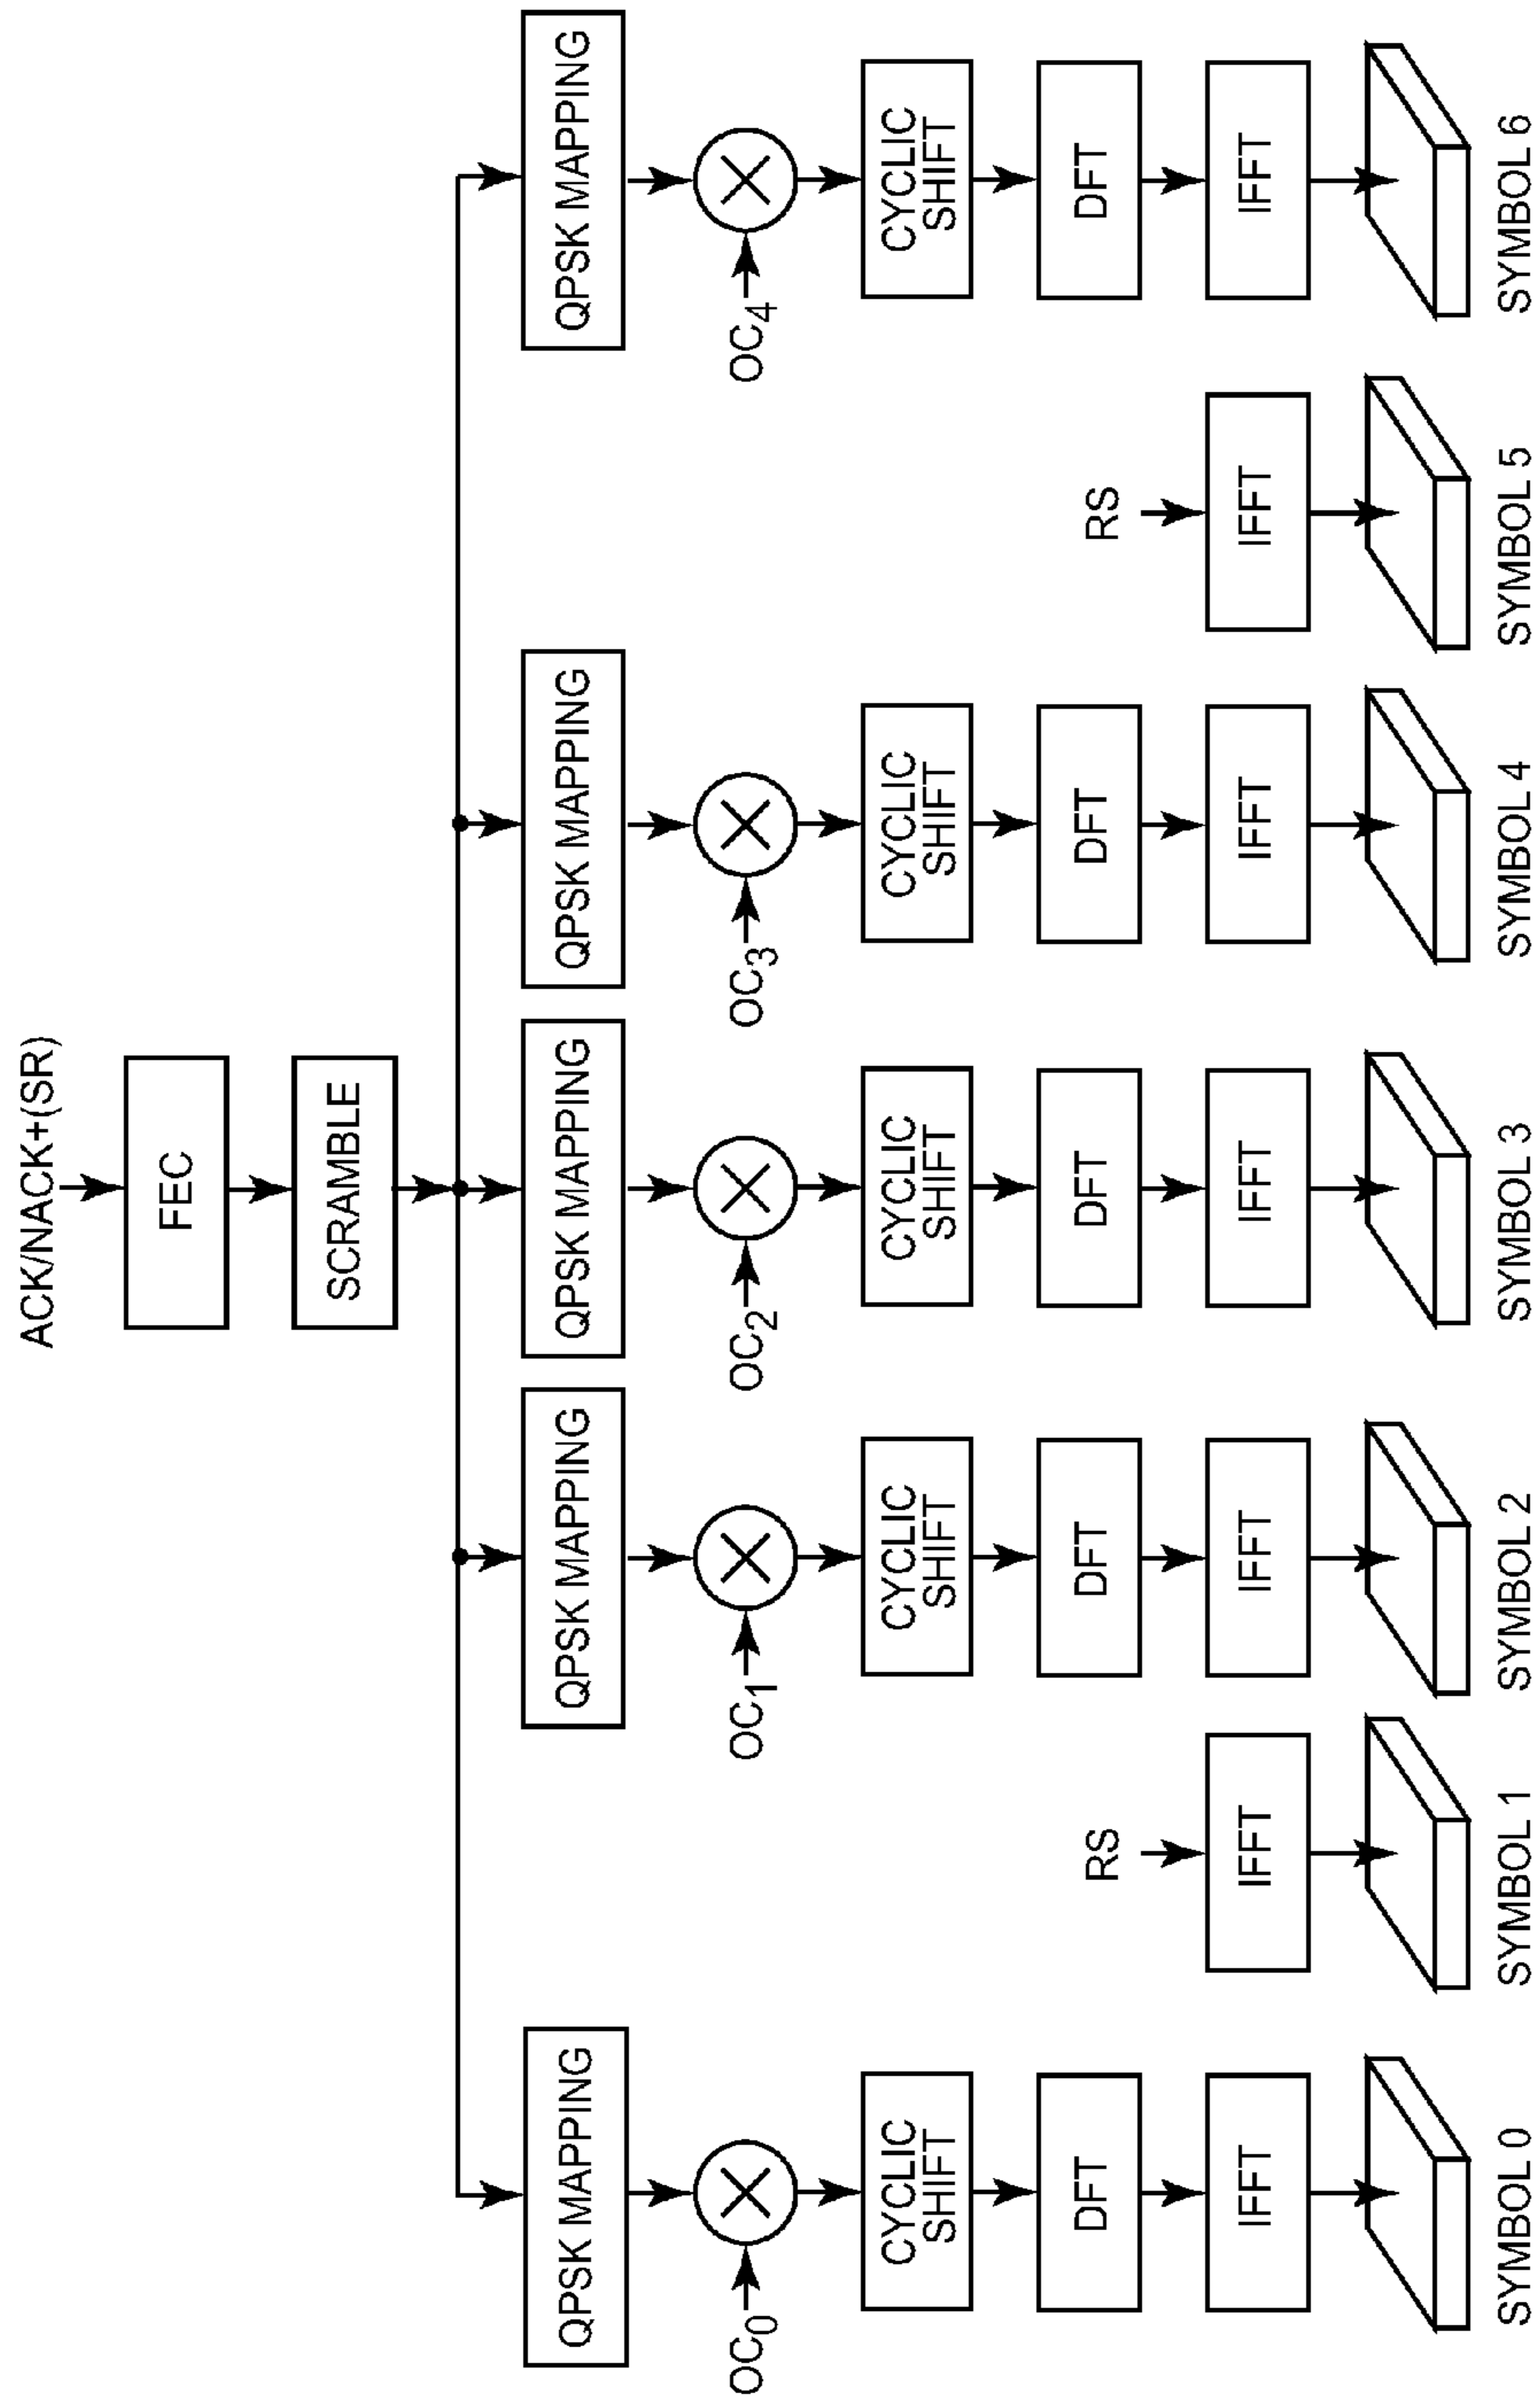 ACK/NACK+(SR)
FEC
SCRAMBLE
QPSK MAPPING
QPSK MAPPING
QPSK MAPPING
QPSK MAPPING
QPSK MAPPING
OC0
OC1
OC2
OC3
OC4
CYCLIC
SHIFT
CYCLIC
SHIFT
CYCLIC
SHIFT
CYCLIC
SHIFT
CYCLIC
SHIFT
DFT
RS
DFT
DFT
DFT
RS
DFT
IFFT
IFFT
IFFT
IFFT
IFFT
IFFT
IFFT
SYMBOL 0
SYMBOL 1
SYMBOL 2
SYMBOL 3
SYMBOL 4
SYMBOL 5
SYMBOL 6